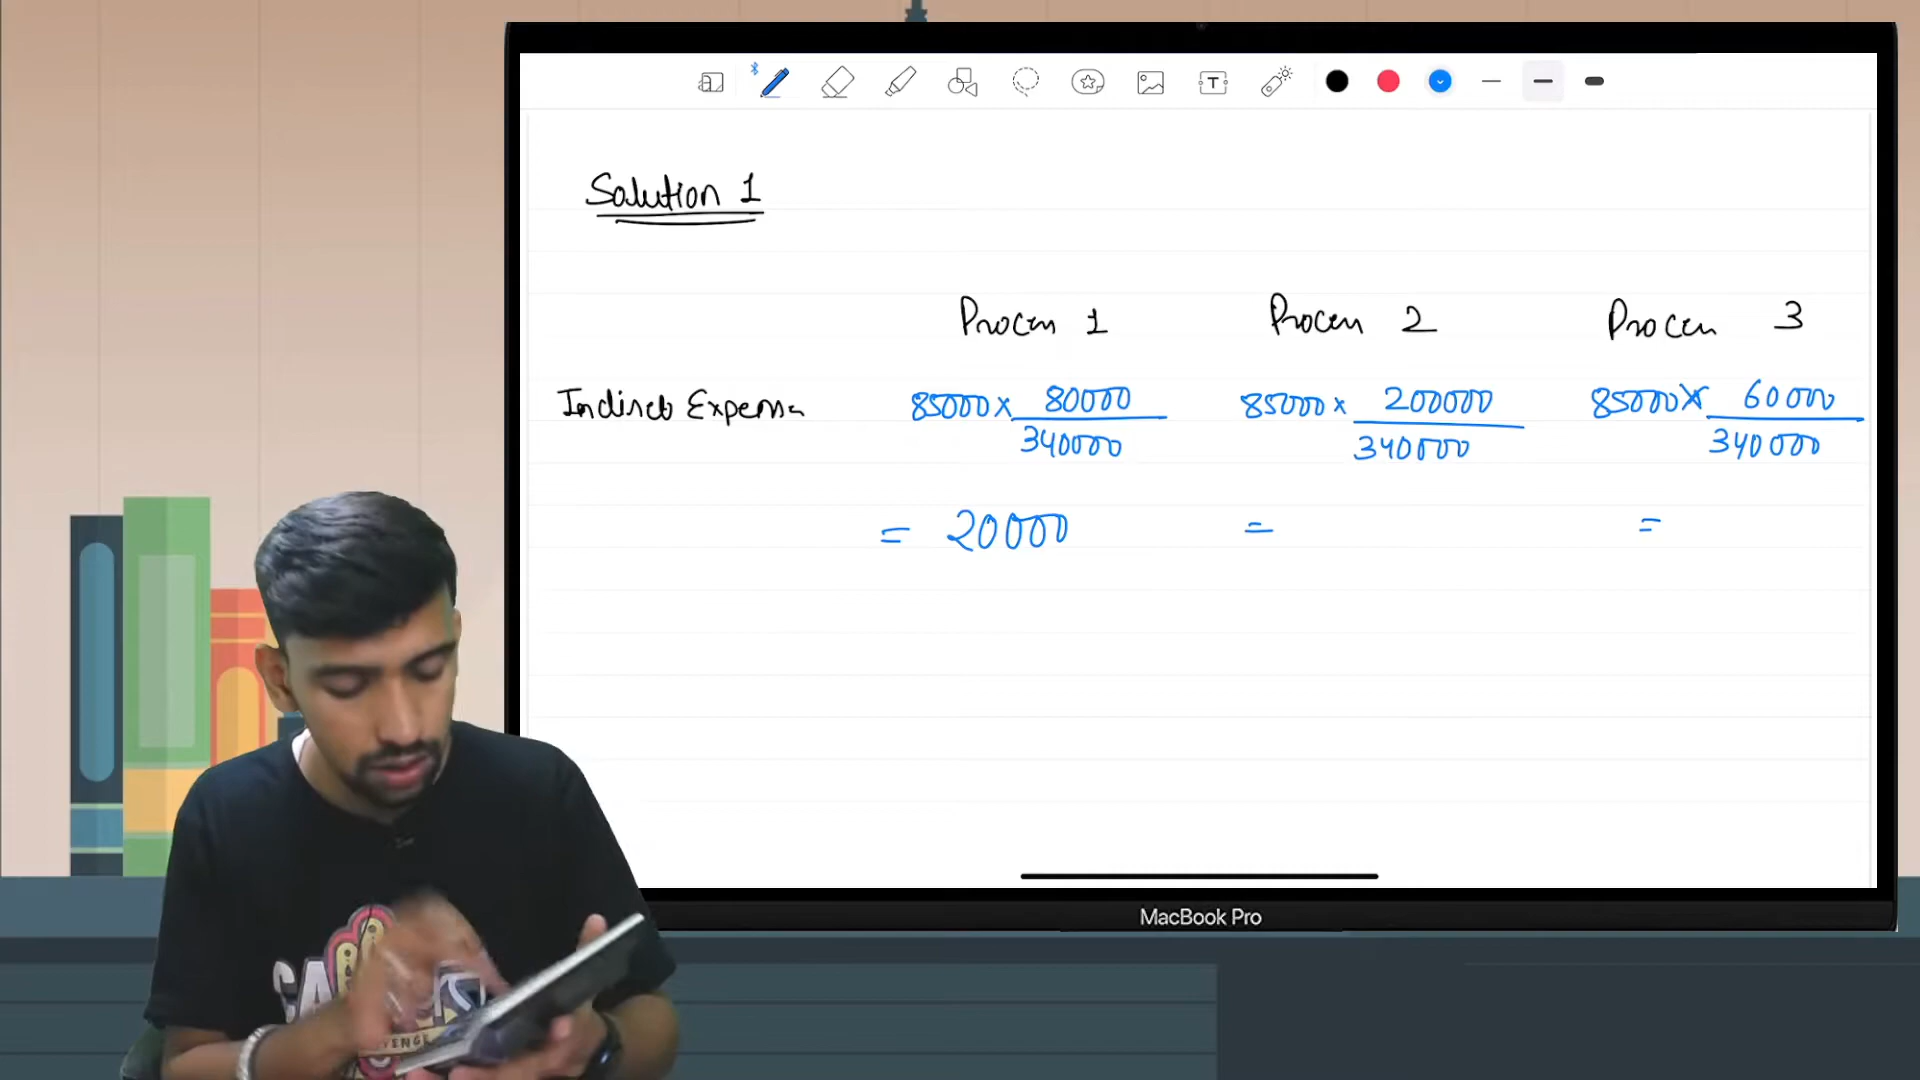 Solution 1
Process 1 Process 2 Process 3
Indirect Expenses 85000 × 80000/340000 85000 × 200000/340000 85000 × 60000/340000
= 20000 = =
MacBook Pro